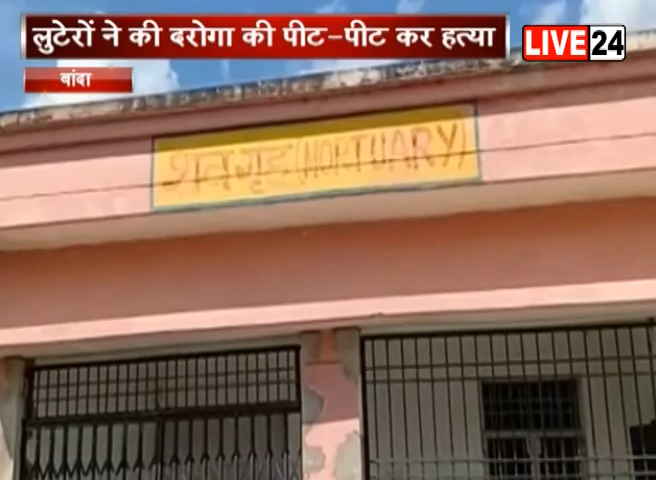 लुटेरों ने की दरोगा की पीट-पीट कर हत्या
LIVE24
बांदा
शव गृह (MORTUARY)